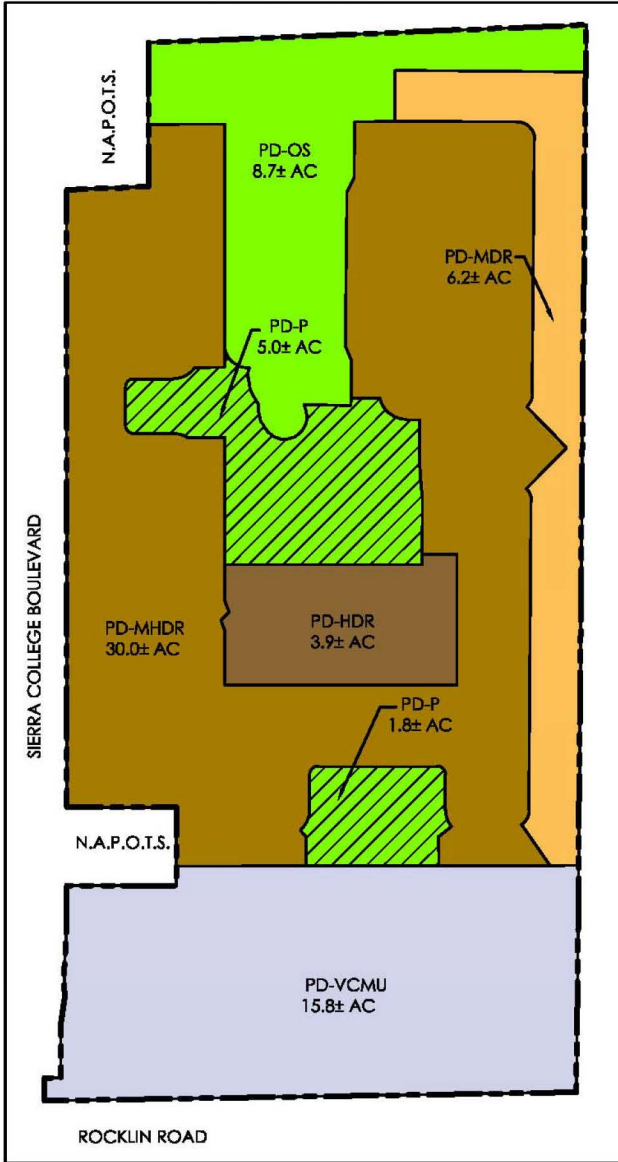 N.A.P.O.T.S.
PD-OS
8.7± AC
PD-MDR
6.2± AC
PD-P
5.0± AC
SIERRA COLLEGE BOULEVARD
PD-MHDR
30.0± AC
PD-HDR
3.9± AC
PD-P
1.8± AC
N.A.P.O.T.S.
PD-VCMU
15.8± AC
ROCKLIN ROAD